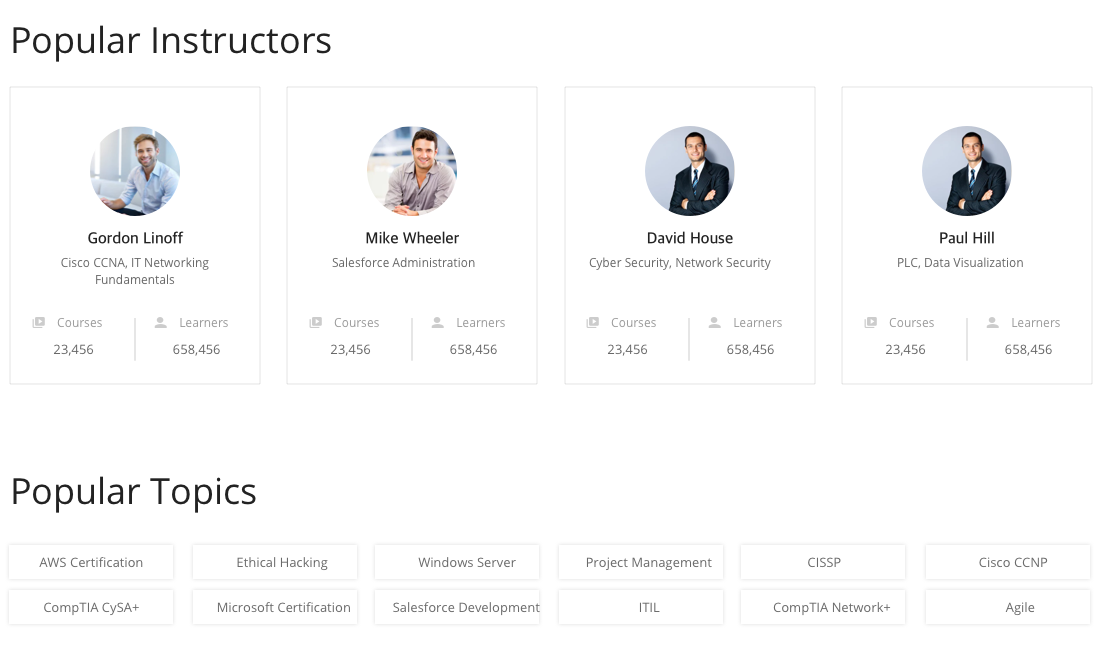 Popular Instructors
Gordon Linoff
Cisco CCNA, IT Networking
Fundamentals
Courses
Learners
23,456
658,456
Mike Wheeler
Salesforce Administration
Courses
Learners
23,456
658,456
David House
Cyber Security, Network Security
Courses
Learners
23,456
658,456
Paul Hill
PLC, Data Visualization
Courses
Learners
23,456
658,456
Popular Topics
AWS Certification
Ethical Hacking
Windows Server
Project Management
CISSP
Cisco CCNP
CompTIA CySA+
Microsoft Certification
Salesforce Development
ITIL
CompTIA Network+
Agile